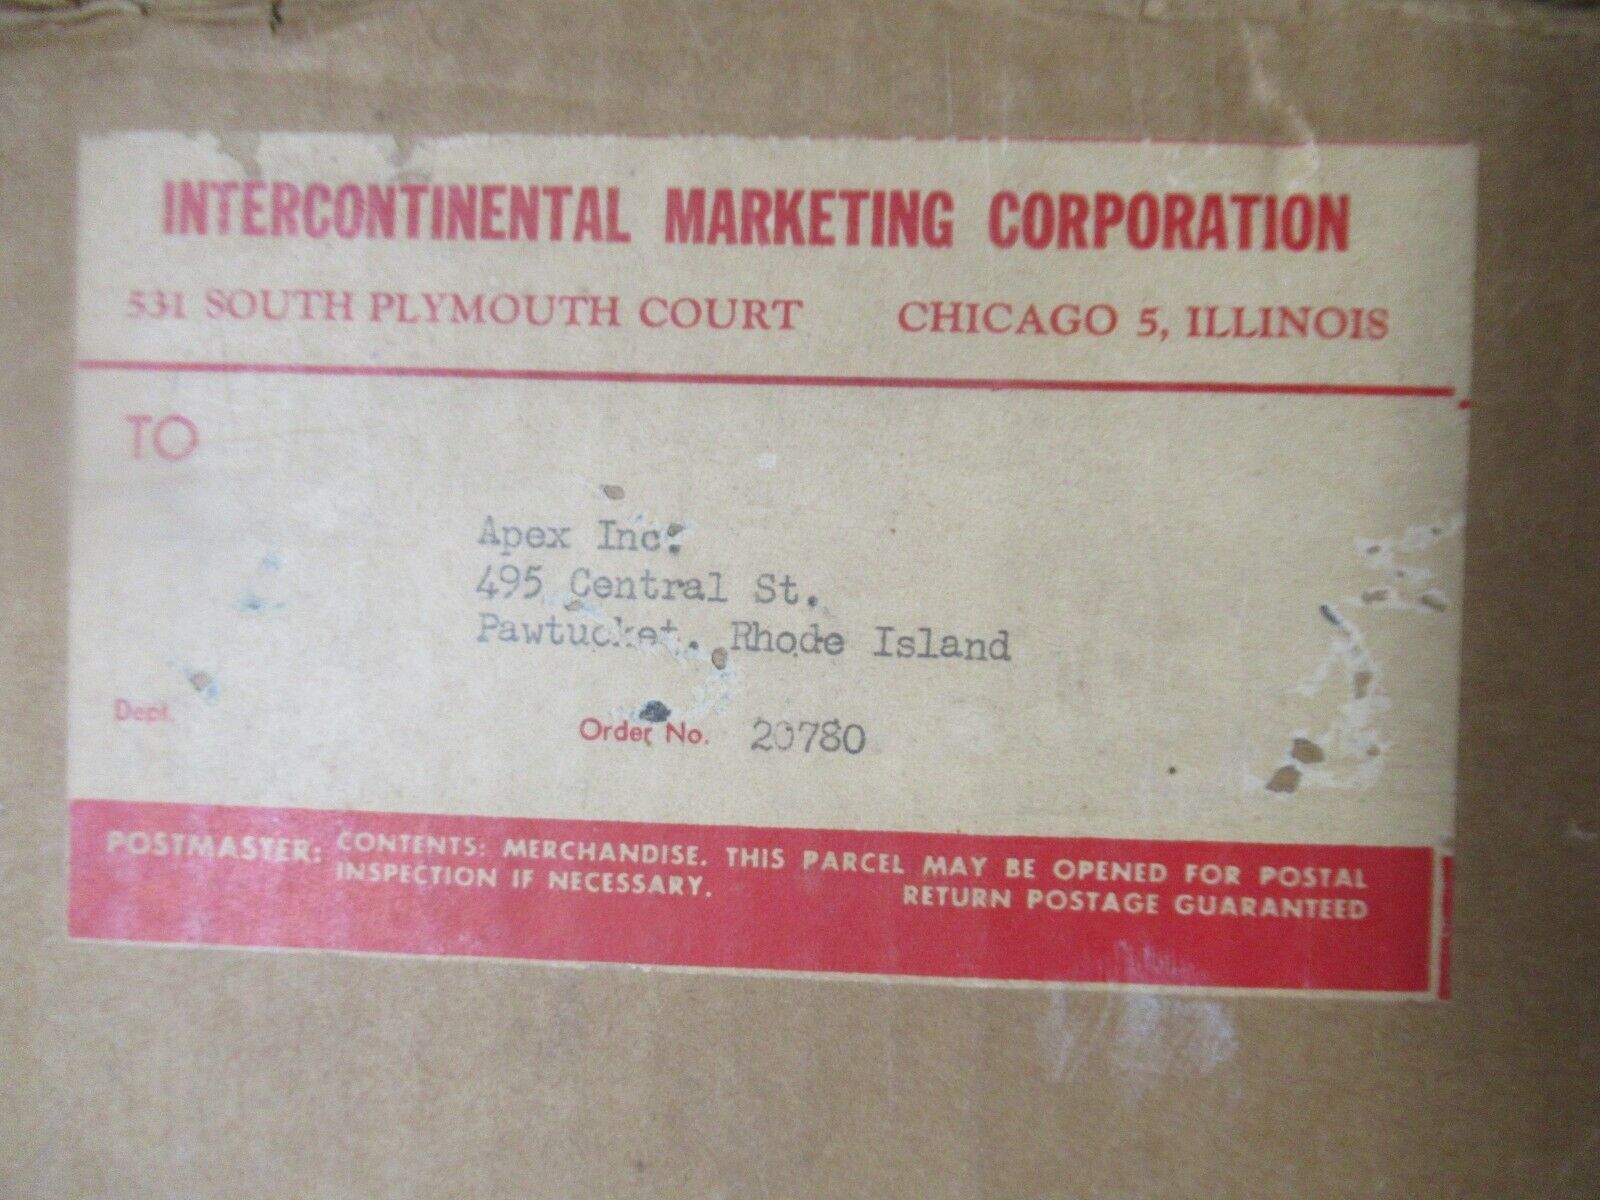 INTERCONTINENTAL MARKETING CORPORATION
531 SOUTH PLYMOUTH COURT CHICAGO 5, ILLINOIS
TO
Apex Inc.
495 Central St.
Pawtucket, Rhode Island
Dept.
Order No. 20780
POSTMASTER: CONTENTS: MERCHANDISE. THIS PARCEL MAY BE OPENED FOR POSTAL
INSPECTION IF NECESSARY. RETURN POSTAGE GUARANTEED